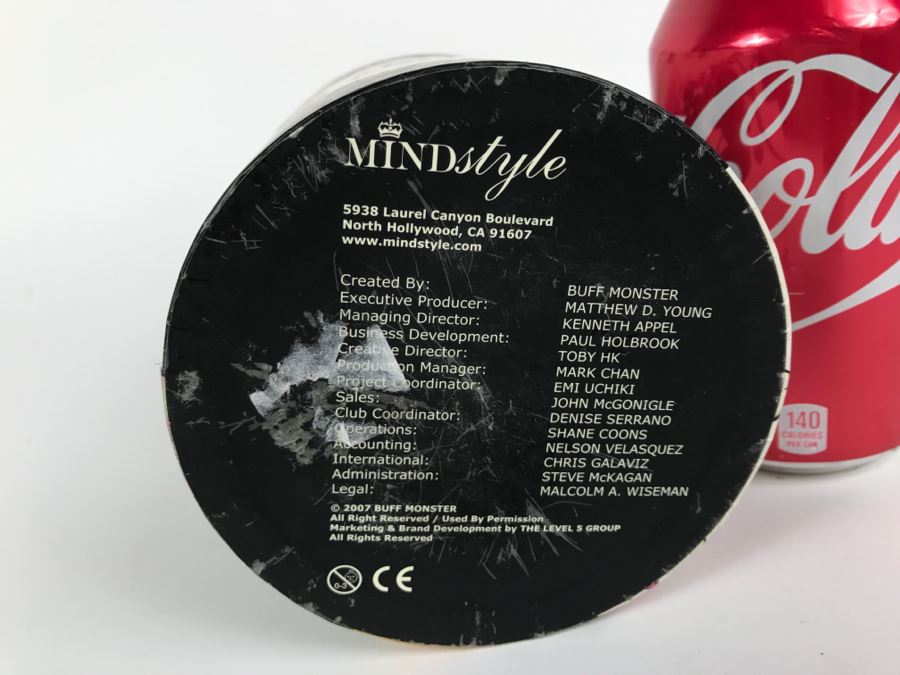 MINDstyle
5938 Laurel Canyon Boulevard
North Hollywood, CA 91607
www.mindstyle.com
Created By: BUFF MONSTER
Executive Producer: MATTHEW D. YOUNG
Managing Director: KENNETH APPEL
Business Development: PAUL HOLBROOK
Creative Director: TOBY HK
Production Manager: MARK CHAN
Project Coordinator: EMI UCHIKI
Sales: JOHN McGONIGLE
Club Coordinator: DENISE SERRANO
Operations: SHANE COONS
Accounting: NELSON VELASQUEZ
International: CHRIS GALAVIZ
Administration: STEVE McKAGAN
Legal: MALCOLM A. WISEMAN
© 2007 BUFF MONSTER
All Right Reserved / Used By Permission
Marketing & Brand Development by THE LEVEL 5 GROUP
All Rights Reserved
0-3 CE
Cola
140
CALORIES
PER CAN